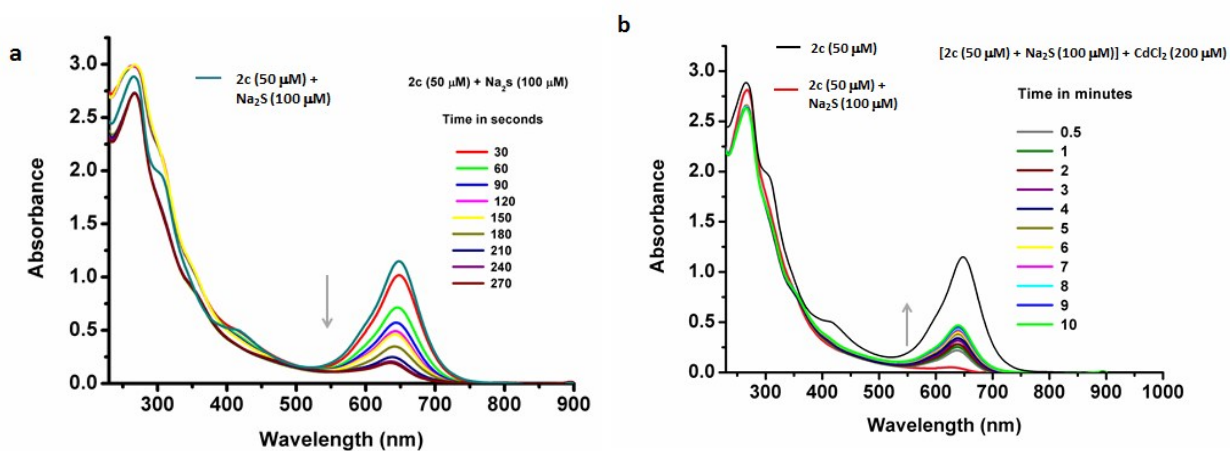 a
2c (50 µM) +
Na₂S (100 µM)
2c (50 µM) + Na₂s (100 µM)
Time in seconds
30
60
90
120
150
180
210
240
270
Absorbance
3.0
2.5
2.0
1.5
1.0
0.5
0.0
300 400 500 600 700 800 900
Wavelength (nm)
b
2c (50 µM)
2c (50 µM) +
Na₂S (100 µM)
[2c (50 µM) + Na₂S (100 µM)] + CdCl₂ (200 µM)
Time in minutes
0.5
1
2
3
4
5
6
7
8
9
10
Absorbance
3.0
2.5
2.0
1.5
1.0
0.5
0.0
300 400 500 600 700 800 900 1000
Wavelength (nm)